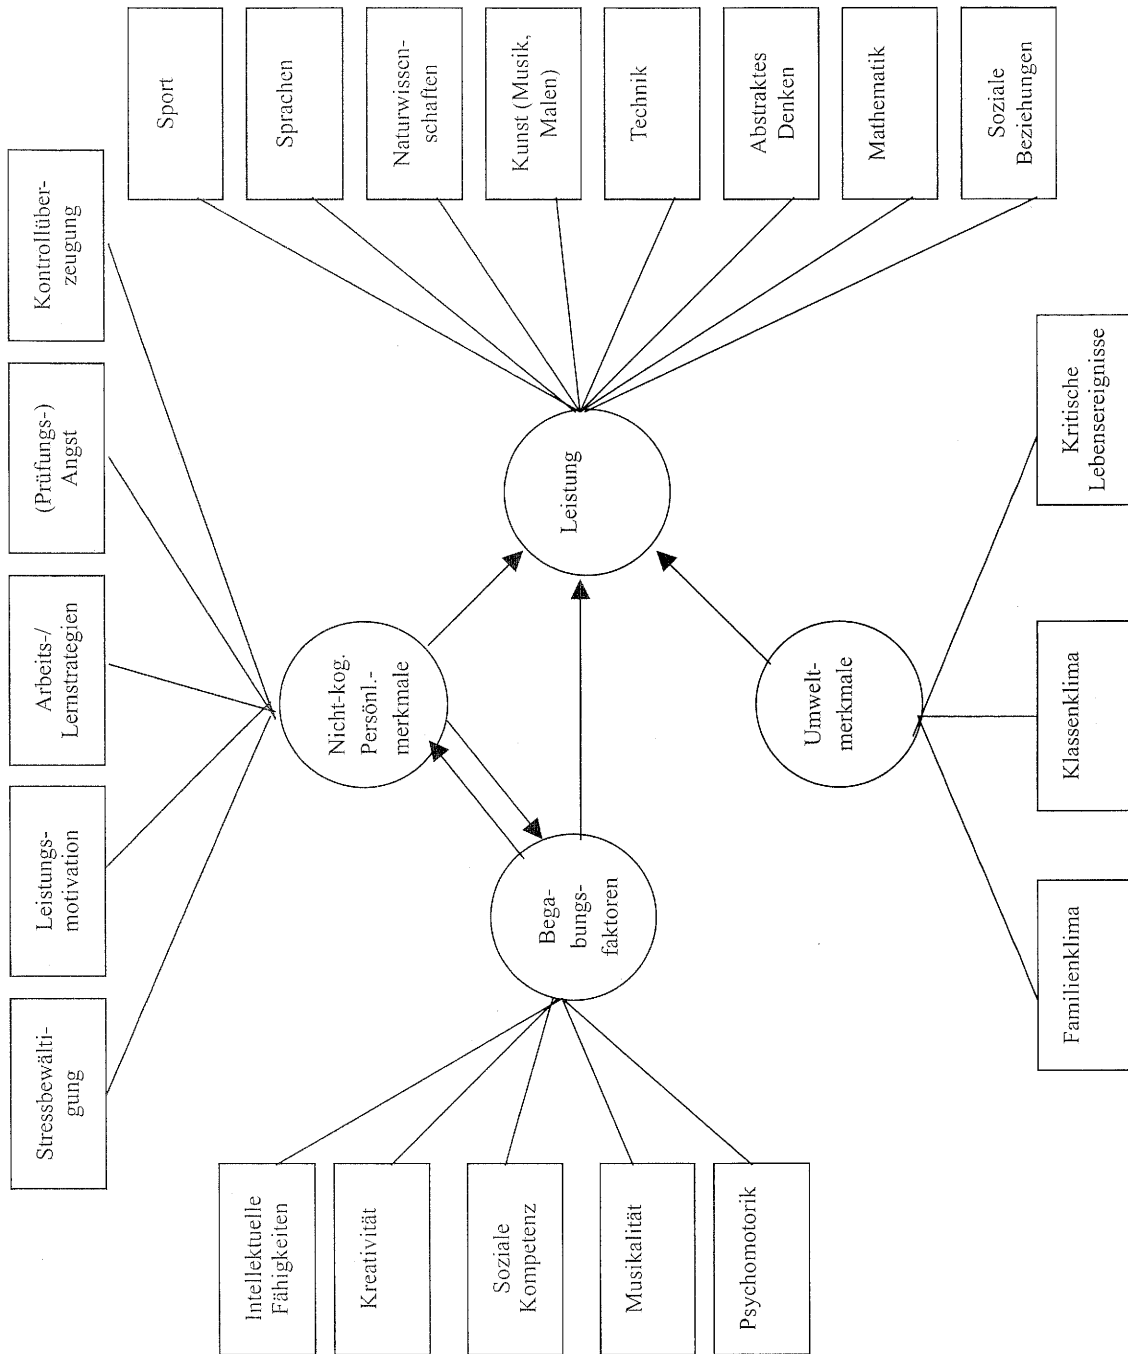 Stressbewälti-
gung
Leistungs-
motivation
Arbeits-/
Lernstrategien
(Prüfungs-)
Angst
Kontrollüber-
zeugung
Intellektuelle
Fähigkeiten
Kreativität
Soziale
Kompetenz
Musikalität
Psychomotorik
Nicht-kog.
Persönl.-
merkmale
Bega-
bungs-
faktoren
Umwelt-
merkmale
Leistung
Sport
Sprachen
Naturwissen-
schaften
Kunst (Musik,
Malen)
Technik
Abstraktes
Denken
Mathematik
Soziale
Beziehungen
Familienklima
Klassenklima
Kritische
Lebensereignisse